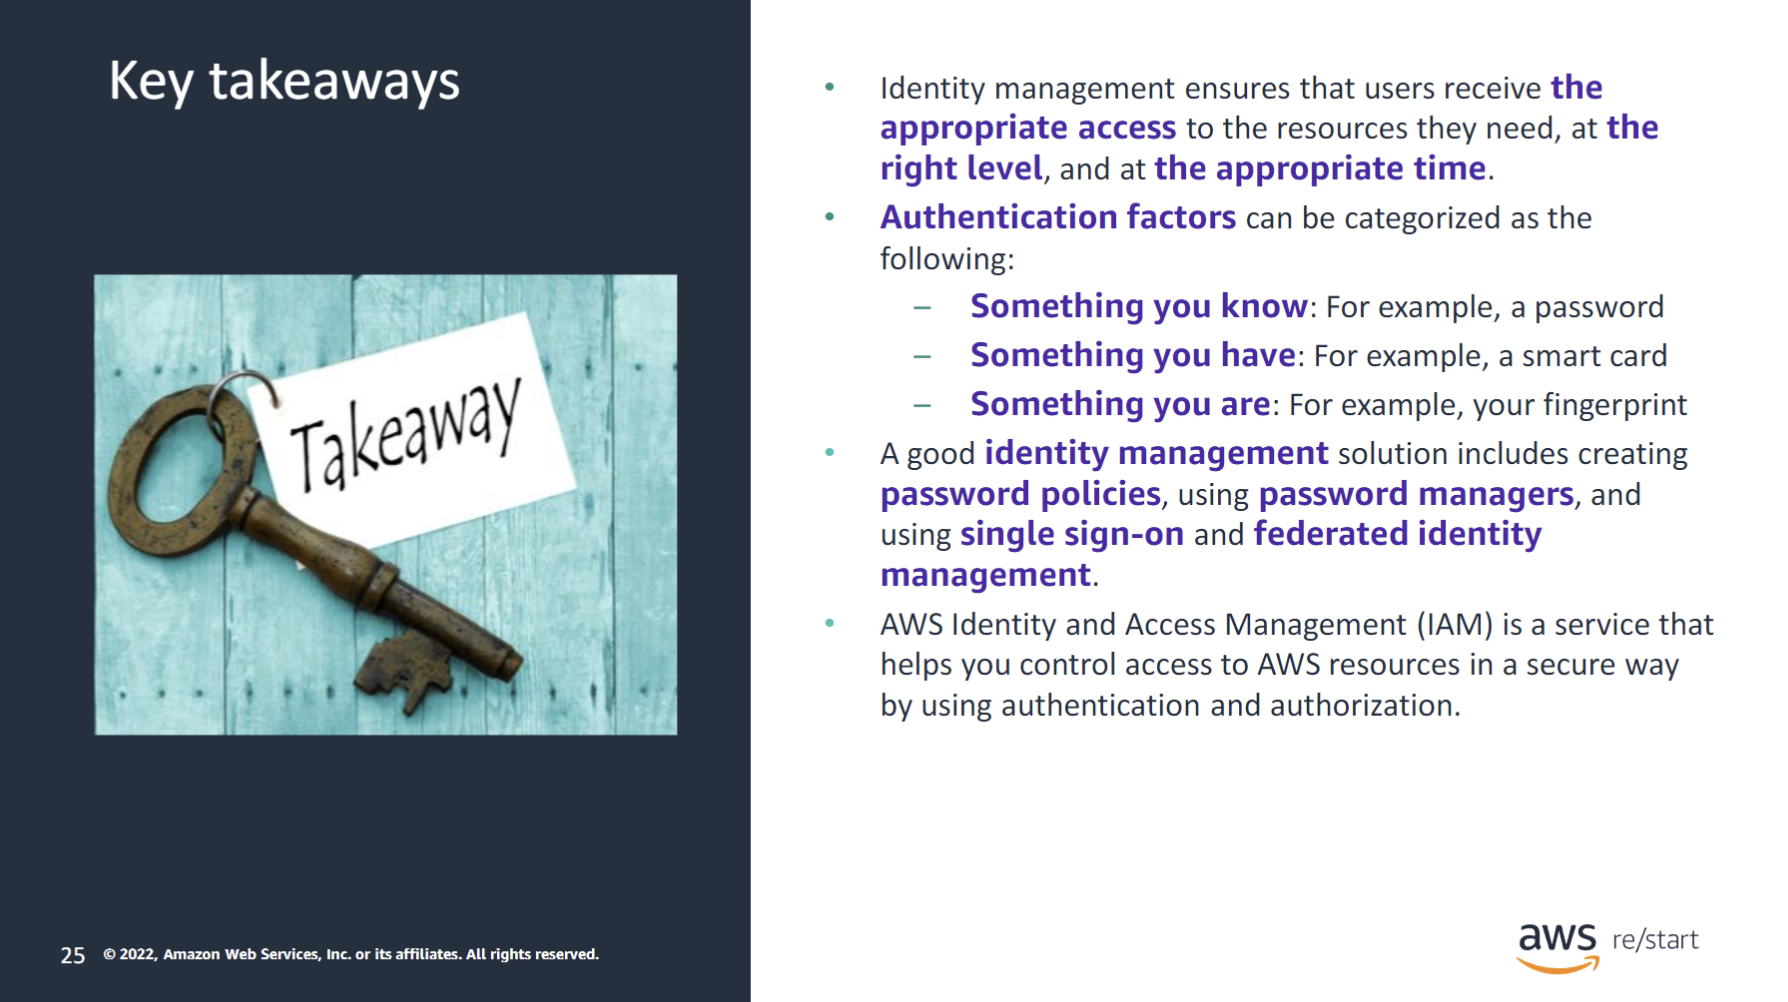 Key takeaways
Takeaway
• Identity management ensures that users receive the
appropriate access to the resources they need, at the
right level, and at the appropriate time.
• Authentication factors can be categorized as the
following:
– Something you know: For example, a password
– Something you have: For example, a smart card
– Something you are: For example, your fingerprint
• A good identity management solution includes creating
password policies, using password managers, and
using single sign-on and federated identity
management.
• AWS Identity and Access Management (IAM) is a service that
helps you control access to AWS resources in a secure way
by using authentication and authorization.
25 © 2022, Amazon Web Services, Inc. or its affiliates. All rights reserved.
aws re/start